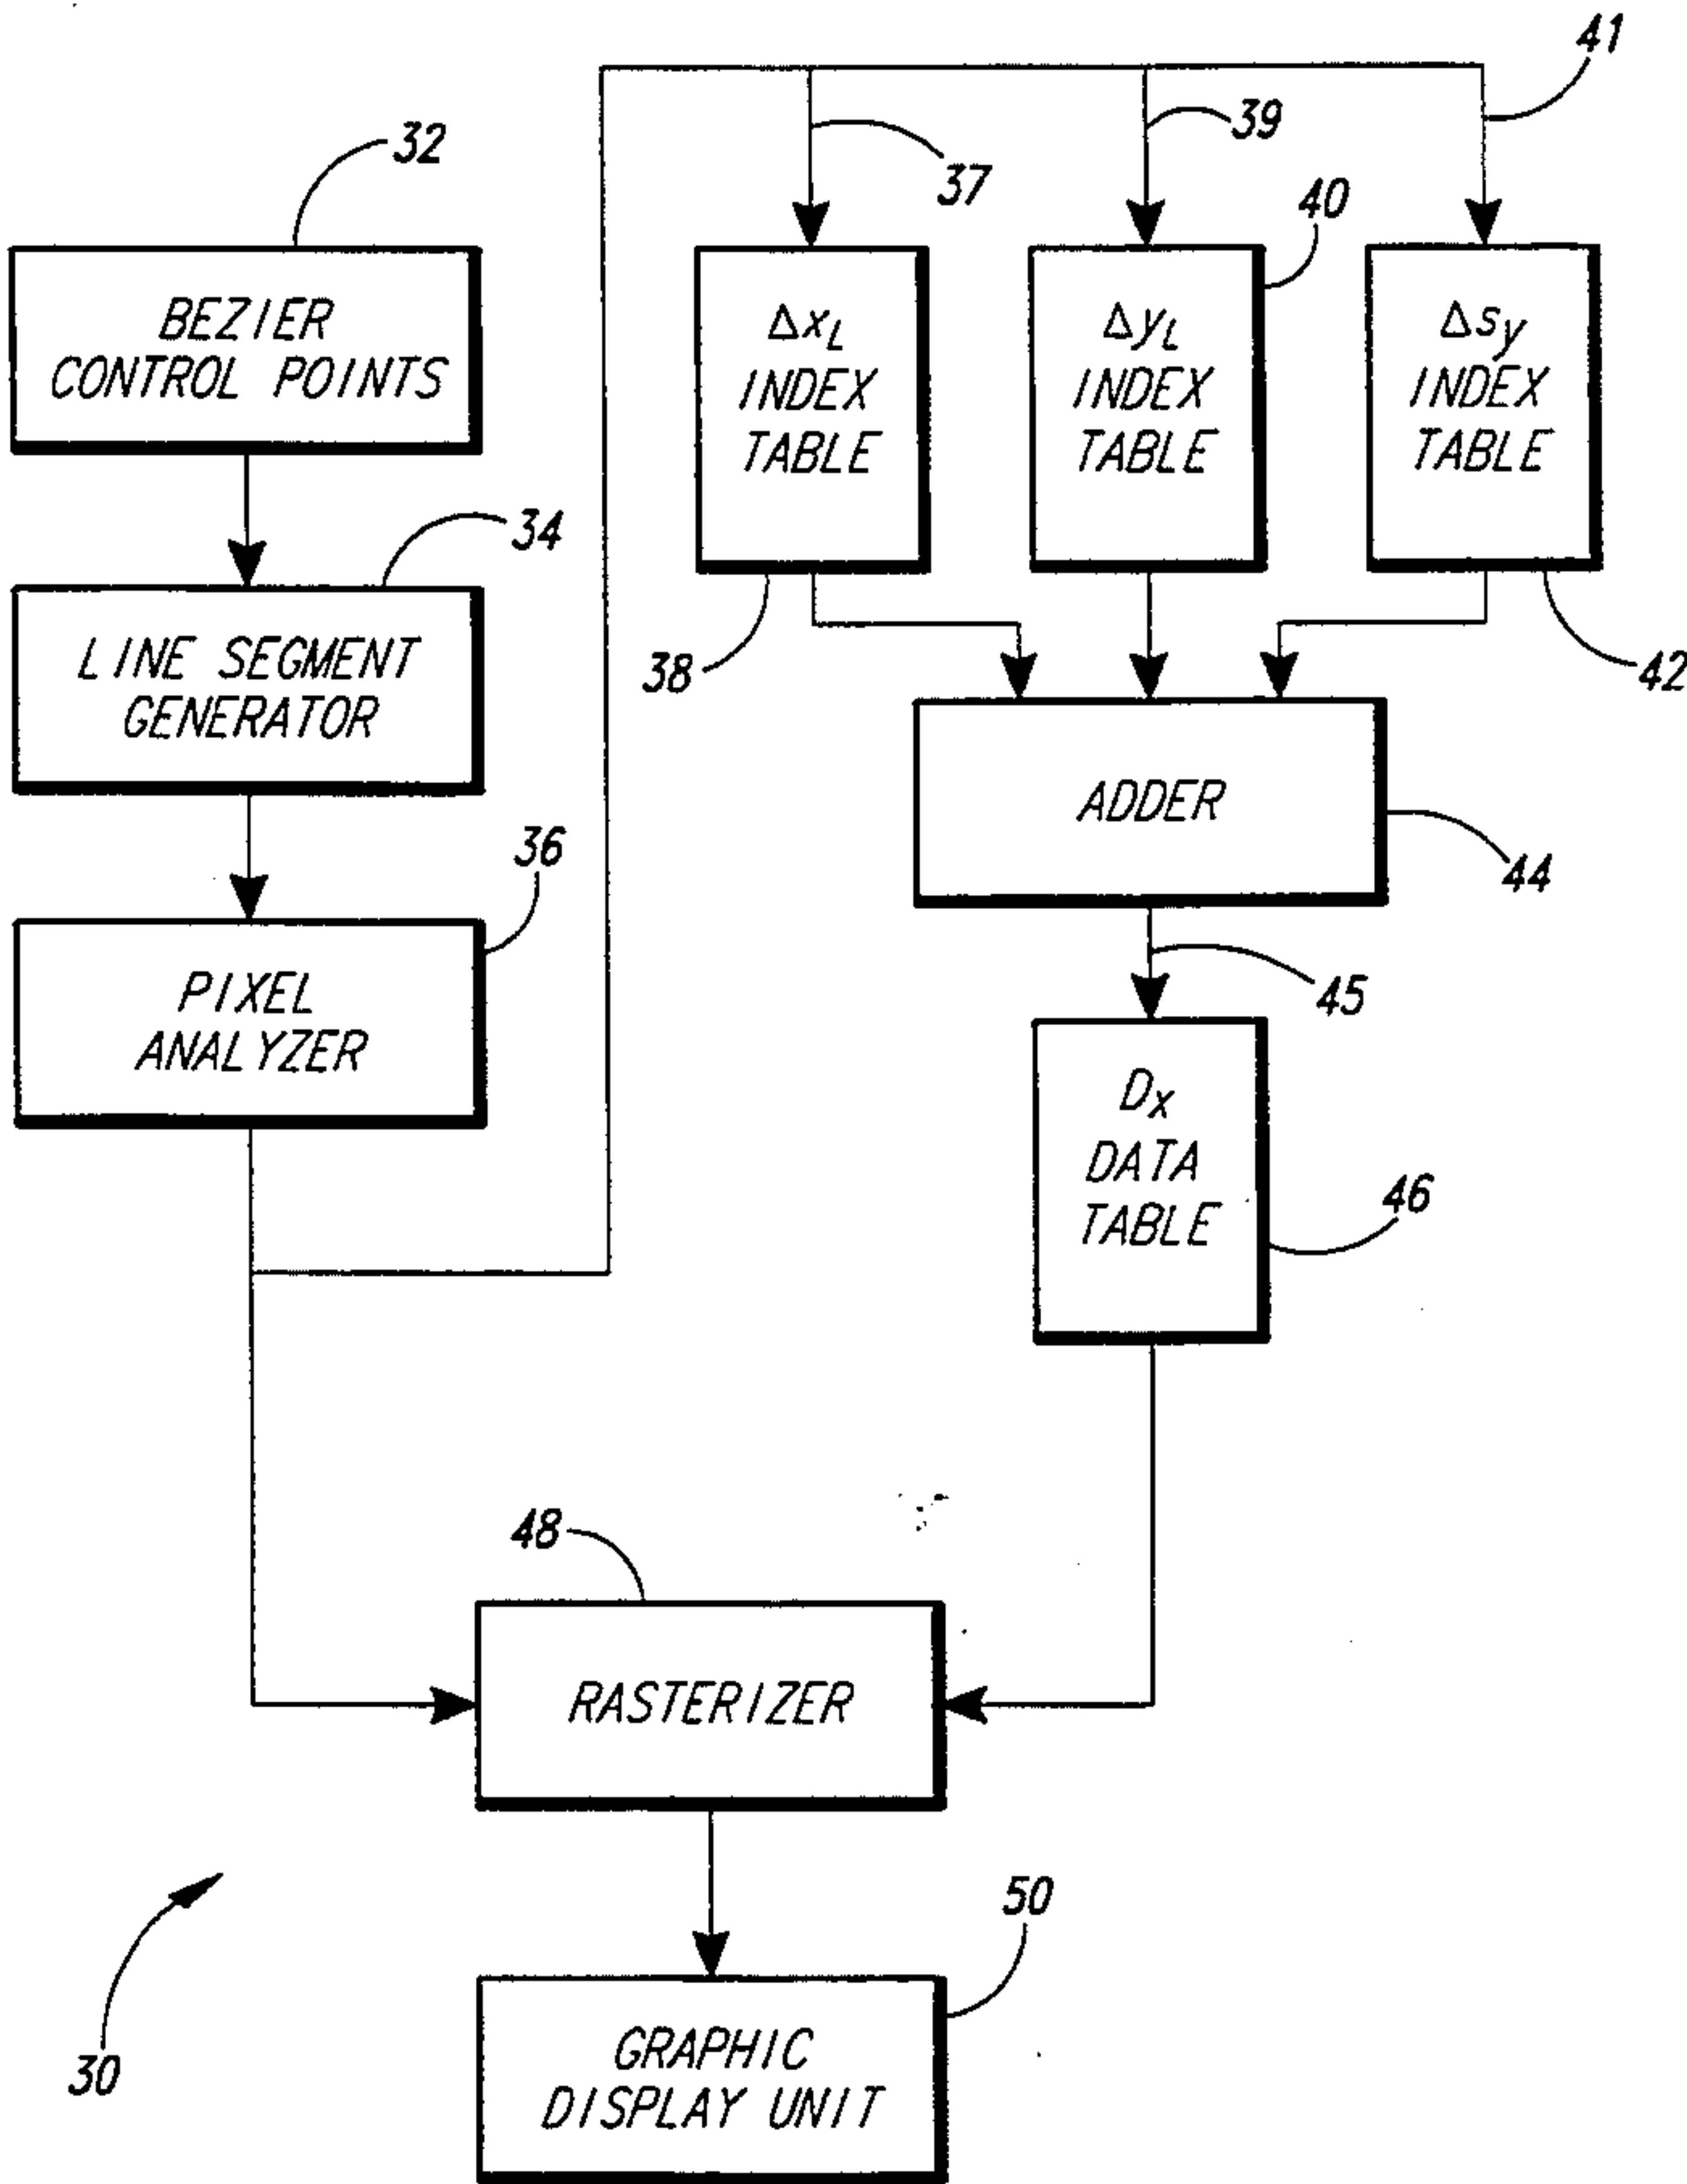 41
32
39
37
40
BEZIER
CONTROL POINTS
Δx_L
INDEX
TABLE
Δy_L
INDEX
TABLE
Δs_y
INDEX
TABLE
34
38
42
LINE SEGMENT
GENERATOR
ADDER
36
44
PIXEL
ANALYZER
45
D_x
DATA
TABLE
46
48
RASTERIZER
50
30
GRAPHIC
DISPLAY UNIT